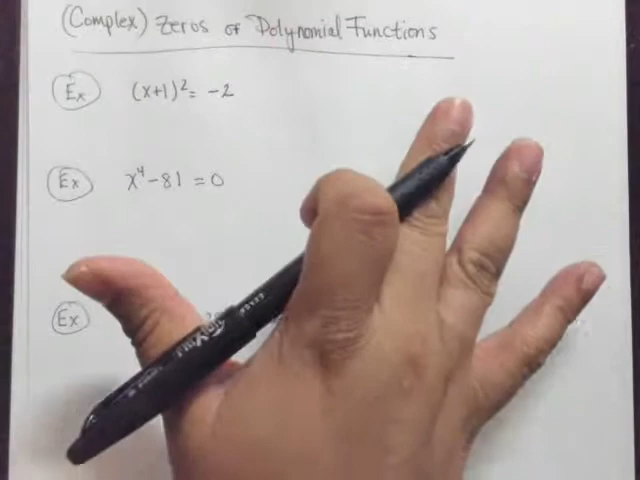 (Complex) Zeros of Polynomial Functions
Ex (x+1)² = -2
Ex x⁴ - 81 = 0
Ex